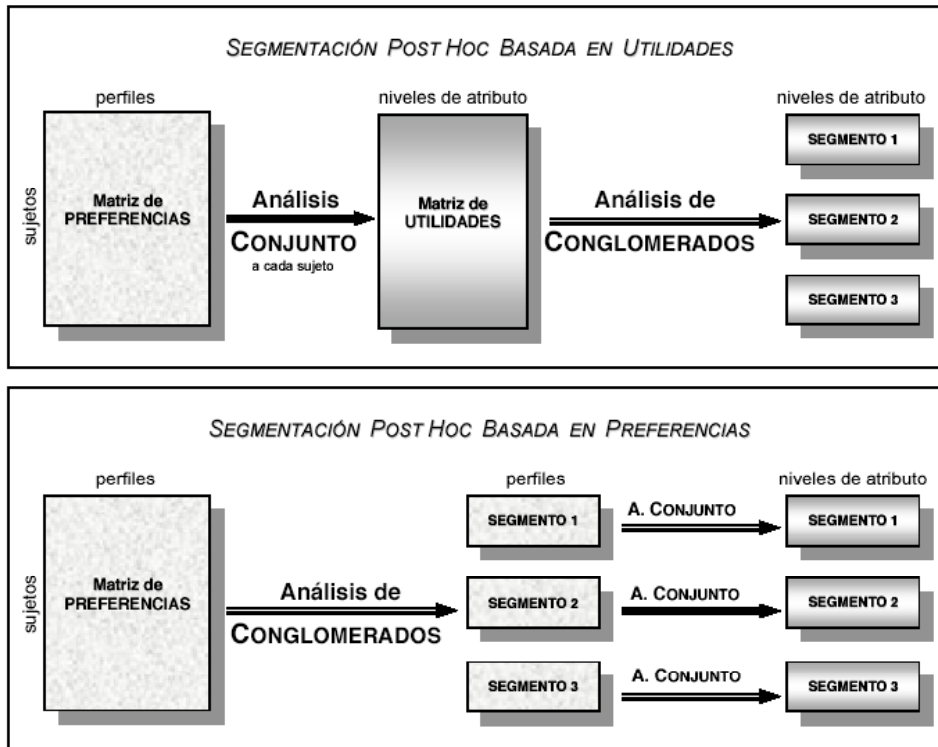 SEGMENTACIÓN POST HOC BASADA EN UTILIDADES
perfiles
niveles de atributo
niveles de atributo
sujetos
Matriz de
PREFERENCIAS
Análisis
CONJUNTO
a cada sujeto
Matriz de
UTILIDADES
Análisis de
CONGLOMERADOS
SEGMENTO 1
SEGMENTO 2
SEGMENTO 3
SEGMENTACIÓN POST HOC BASADA EN PREFERENCIAS
perfiles
perfiles
niveles de atributo
sujetos
Matriz de
PREFERENCIAS
Análisis de
CONGLOMERADOS
SEGMENTO 1
A. CONJUNTO
SEGMENTO 1
SEGMENTO 2
A. CONJUNTO
SEGMENTO 2
SEGMENTO 3
A. CONJUNTO
SEGMENTO 3